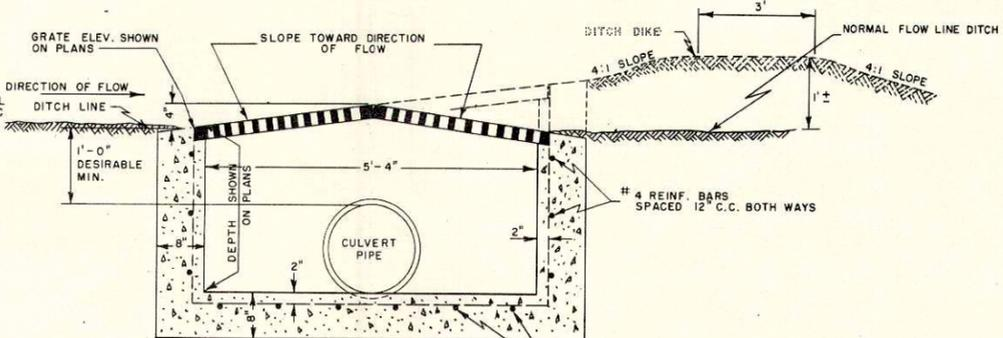 GRATE ELEV. SHOWN
ON PLANS
SLOPE TOWARD DIRECTION
OF FLOW
DITCH DIKE
3'
NORMAL FLOW LINE DITCH
4:1 SLOPE
4:1 SLOPE
DIRECTION OF FLOW
DITCH LINE
4"
1'±
1'-0"
DESIRABLE
MIN.
5'-4"
DEPTH SHOWN
ON PLANS
# 4 REINF. BARS
SPACED 12" C.C. BOTH WAYS
8"
CULVERT
PIPE
2"
2"
8"